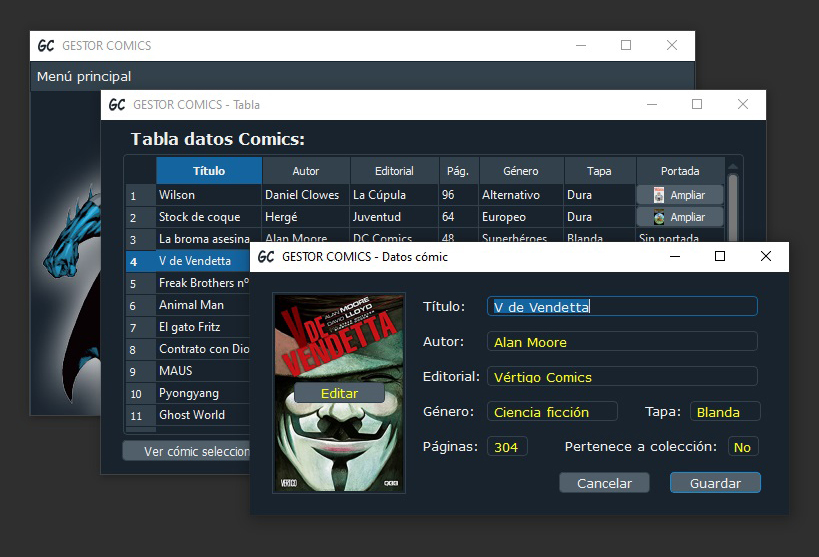 GC GESTOR COMICS
Menú principal
GC GESTOR COMICS - Tabla
Tabla datos Comics:
Título Autor Editorial Pág. Género Tapa Portada
1 Wilson Daniel Clowes La Cúpula 96 Alternativo Dura Ampliar
2 Stock de coque Hergé Juventud 64 Europeo Dura Ampliar
3 La broma asesina Alan Moore DC Comics 48 Superhéroes Blanda Sin portada
4 V de Vendetta
5 Freak Brothers nº
6 Animal Man
7 El gato Fritz
8 Contrato con Dio
9 MAUS
10 Pyongyang
11 Ghost World
Ver cómic seleccion
GC GESTOR COMICS - Datos cómic
ALAN MOORE
DAVID LLOYD
V DE
VENDETTA
Editar
VERTIGO
ECC
Título: V de Vendetta
Autor: Alan Moore
Editorial: Vértigo Comics
Género: Ciencia ficción Tapa: Blanda
Páginas: 304 Pertenece a colección: No
Cancelar Guardar